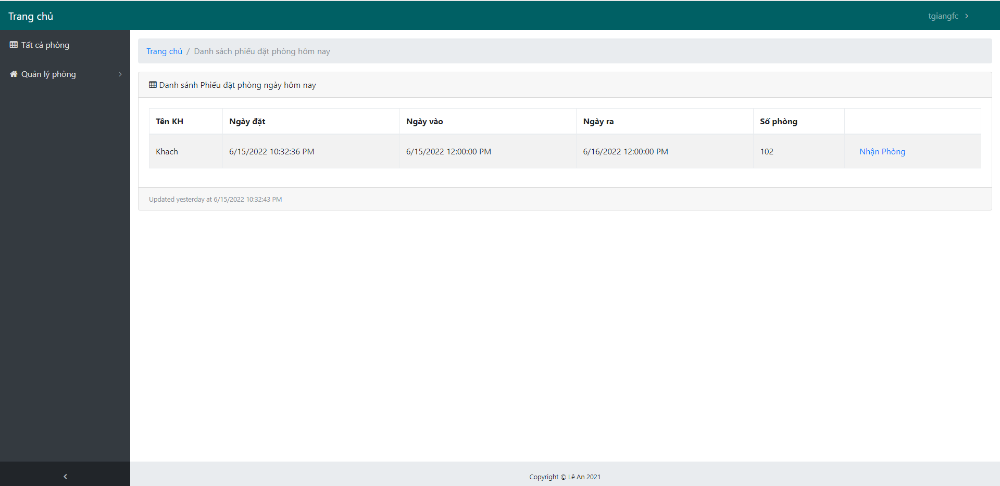 Trang chủ
tgiangfc
Tất cả phòng
Quản lý phòng
Trang chủ / Danh sách phiếu đặt phòng hôm nay
Danh sánh Phiếu đặt phòng ngày hôm nay
Tên KH Ngày đặt Ngày vào Ngày ra Số phòng
Khach 6/15/2022 10:32:36 PM 6/15/2022 12:00:00 PM 6/16/2022 12:00:00 PM 102 Nhận Phòng
Updated yesterday at 6/15/2022 10:32:43 PM
Copyright © Lê An 2021